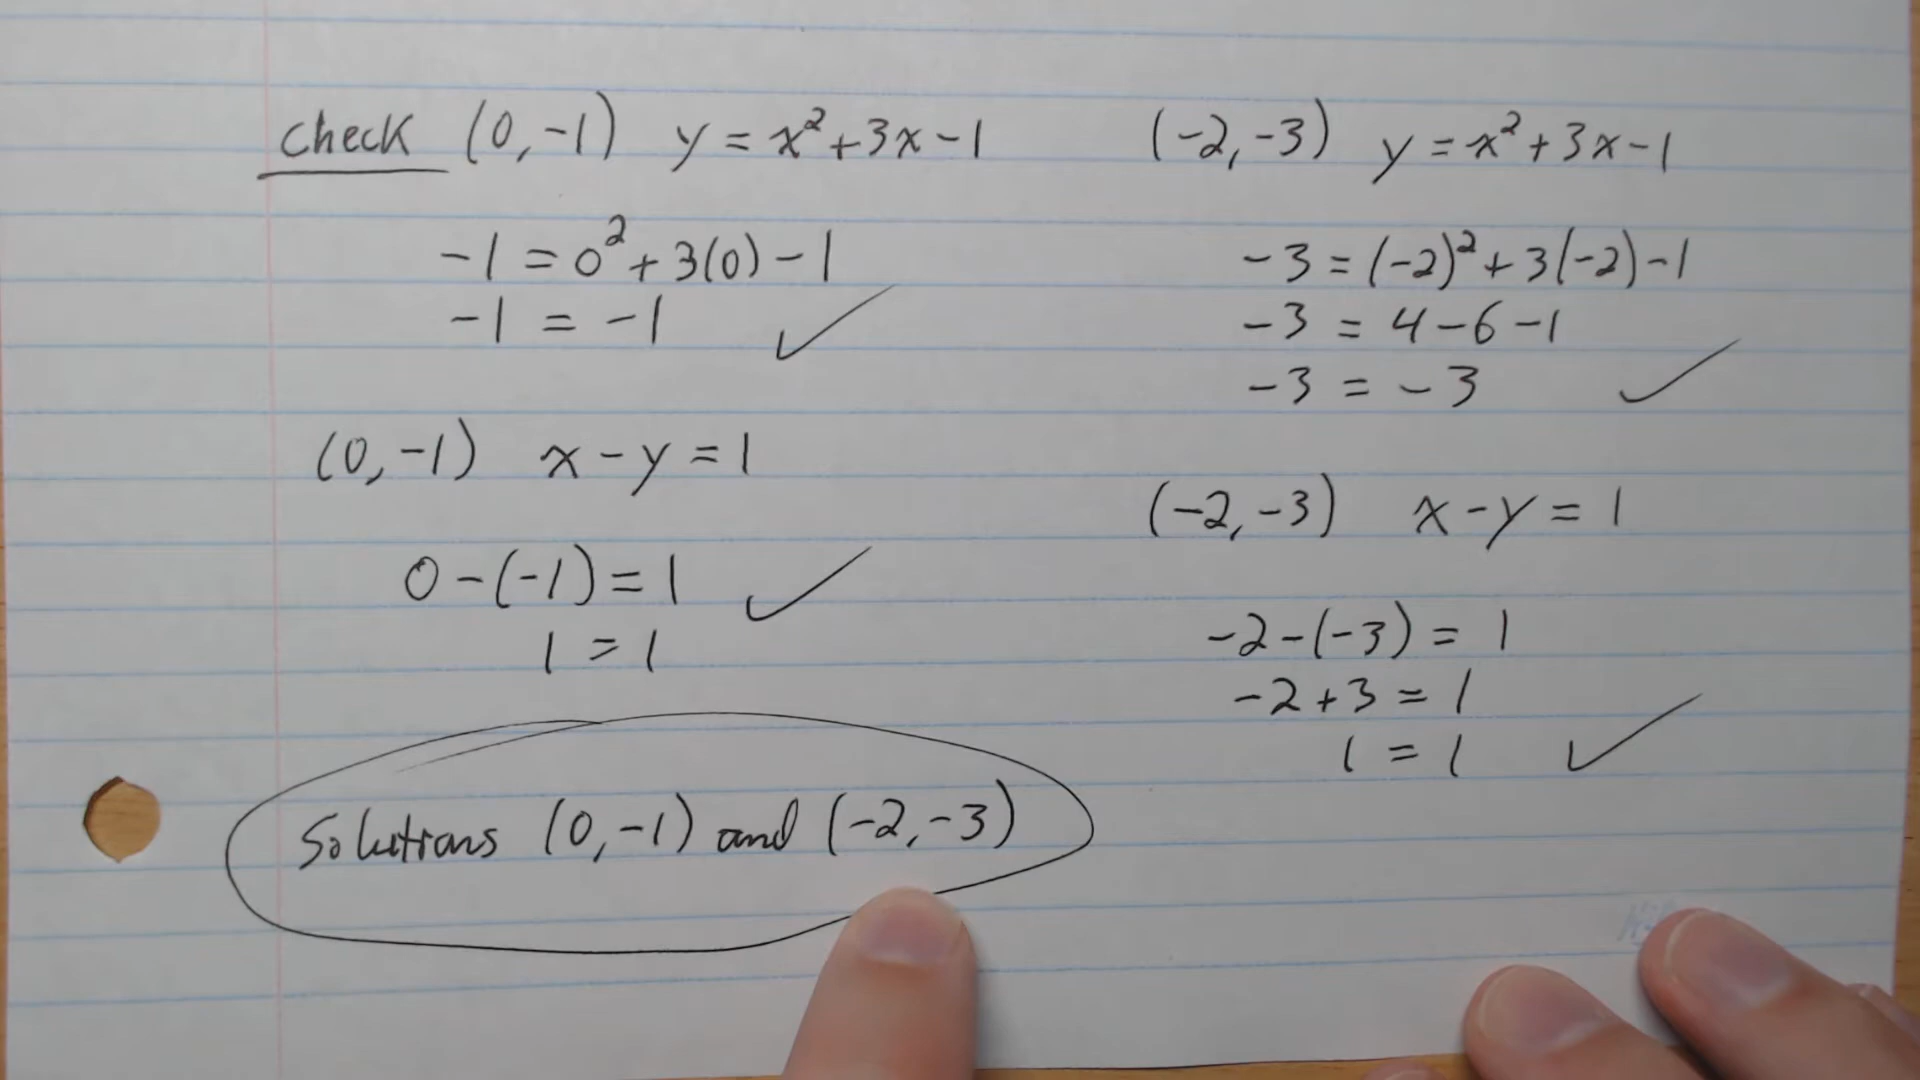 Check (0,-1) y = x²+3x-1
-1 = 0²+3(0)-1
-1 = -1 ✓
(0,-1) x-y=1
0-(-1)=1 ✓
1=1
Solutions (0,-1) and (-2,-3)
(-2,-3) y=x²+3x-1
-3=(-2)²+3(-2)-1
-3 = 4-6-1
-3 = -3 ✓
(-2,-3) x-y=1
-2-(-3)=1
-2+3=1
1=1 ✓